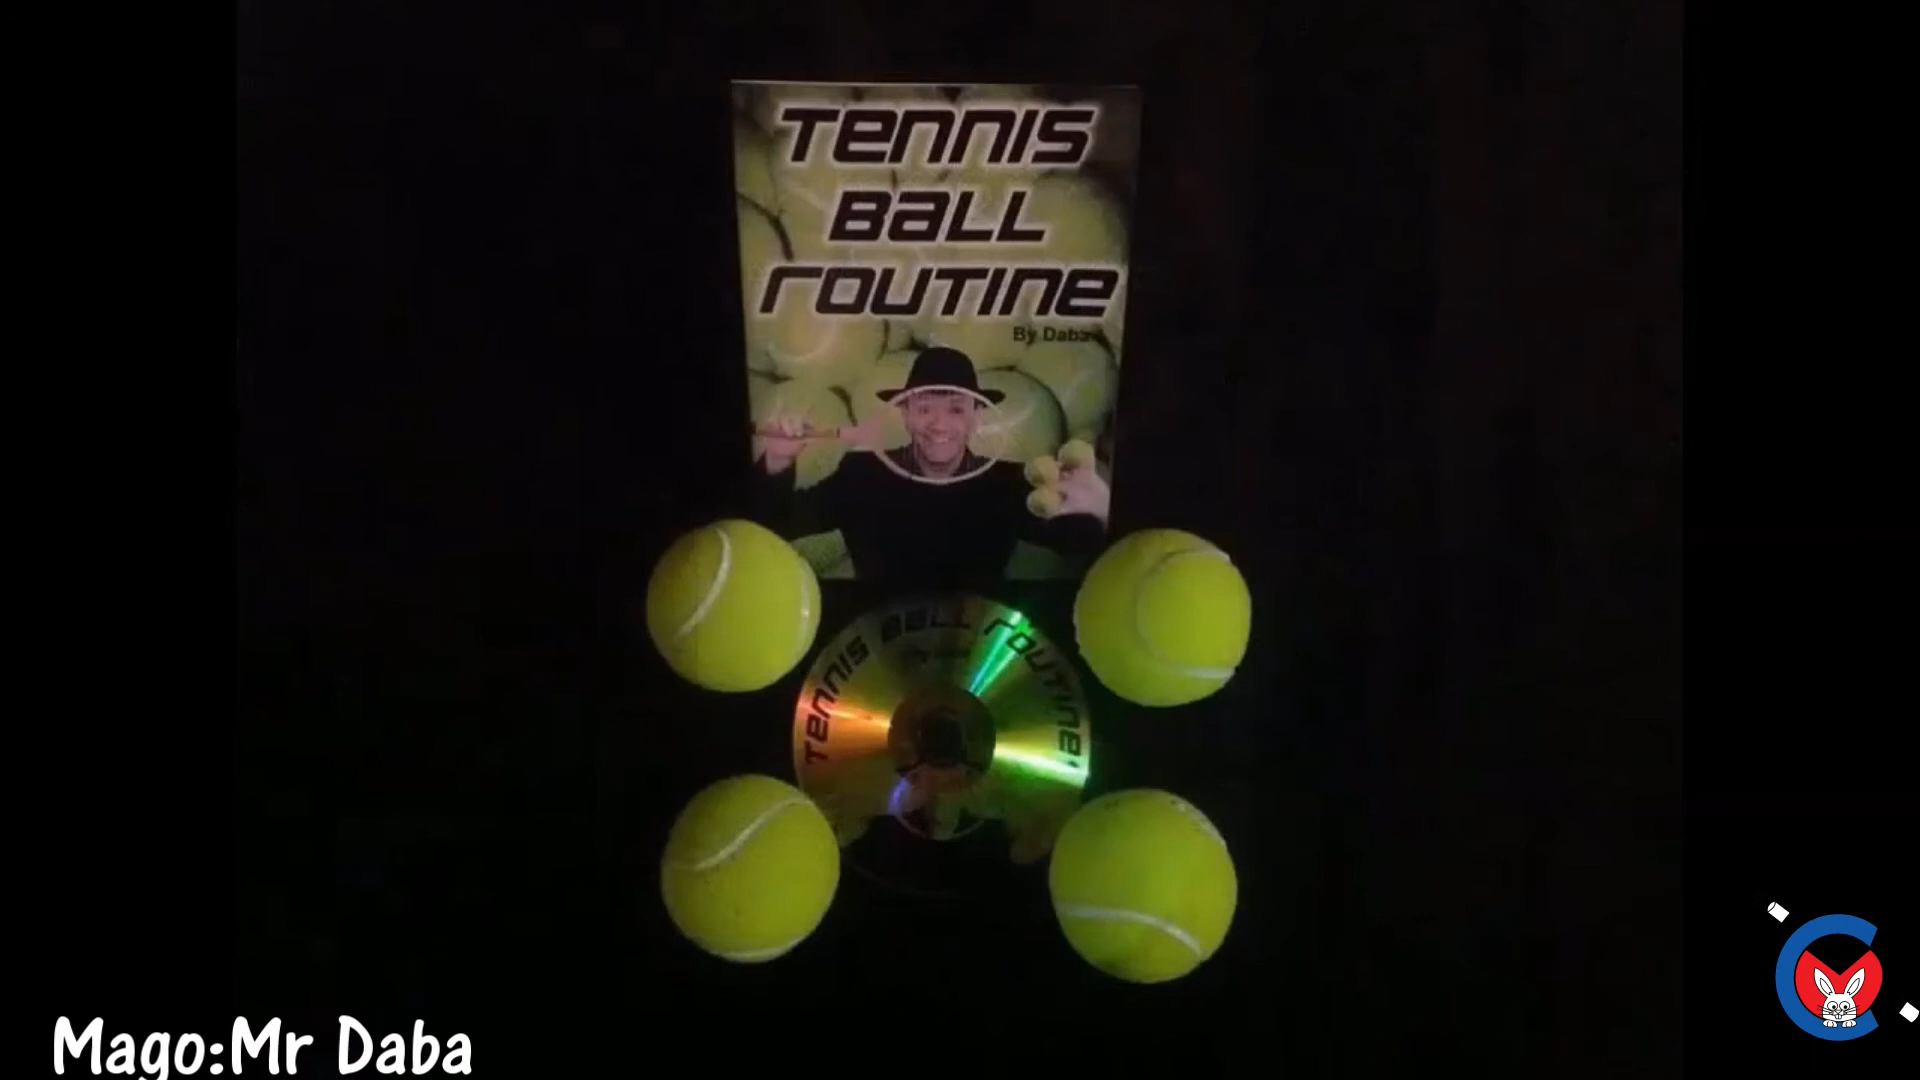 Tennis
Ball
routine
By Daba
Tennis Ball routine
Mago:Mr Daba